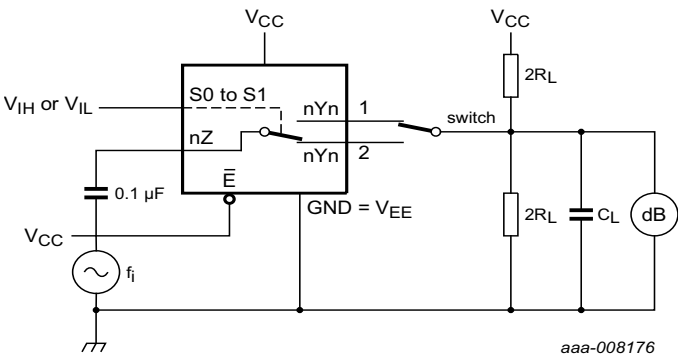 VCC
VCC
2RL
S0 to S1
VIH or VIL
nYn
1
switch
nZ
nYn
2
E̅
0.1 μF
GND = VEE
2RL
CL
dB
VCC
fi
aaa-008176